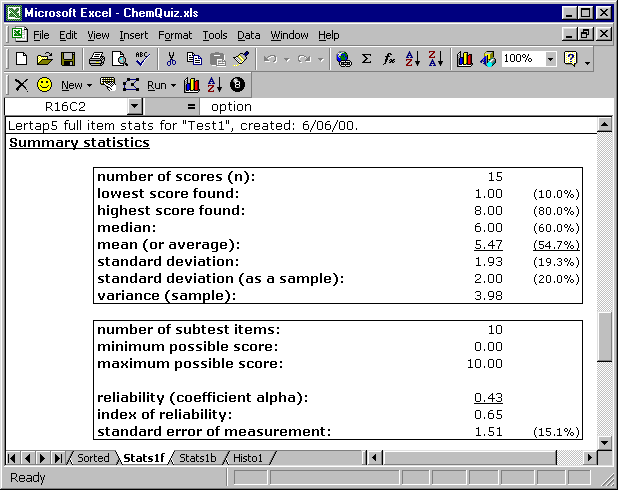 Microsoft Excel - ChemQuiz.xls
File Edit View Insert Format Tools Data Window Help
ABC Σ fx A Z Z A 100% ?
New Run A Z 8
R16C2 = option
Lertap5 full item stats for "Test1", created: 6/06/00.
Summary statistics
number of scores (n): 15
lowest score found: 1.00 (10.0%)
highest score found: 8.00 (80.0%)
median: 6.00 (60.0%)
mean (or average): 5.47 (54.7%)
standard deviation: 1.93 (19.3%)
standard deviation (as a sample): 2.00 (20.0%)
variance (sample): 3.98
number of subtest items: 10
minimum possible score: 0.00
maximum possible score: 10.00
reliability (coefficient alpha): 0.43
index of reliability: 0.65
standard error of measurement: 1.51 (15.1%)
Sorted Stats1f Stats1b Histo1
Ready